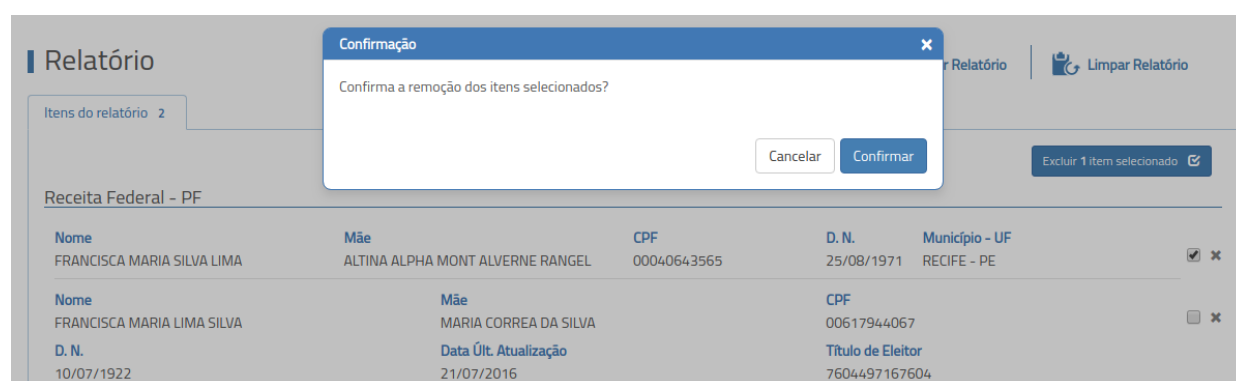 Confirmação
Relatório
r Relatório
Limpar Relatório
Confirma a remoção dos itens selecionados?
Itens do relatório 2
Cancelar Confirmar
Excluir 1 item selecionado
Receita Federal - PF
Nome Mãe CPF D. N. Município - UF
FRANCISCA MARIA SILVA LIMA ALTINA ALPHA MONT ALVERNE RANGEL 00040643565 25/08/1971 RECIFE - PE
Nome Mãe CPF
FRANCISCA MARIA LIMA SILVA MARIA CORREA DA SILVA 00617944067
D. N. Data Últ. Atualização Título de Eleitor
10/07/1922 21/07/2016 7604497167604